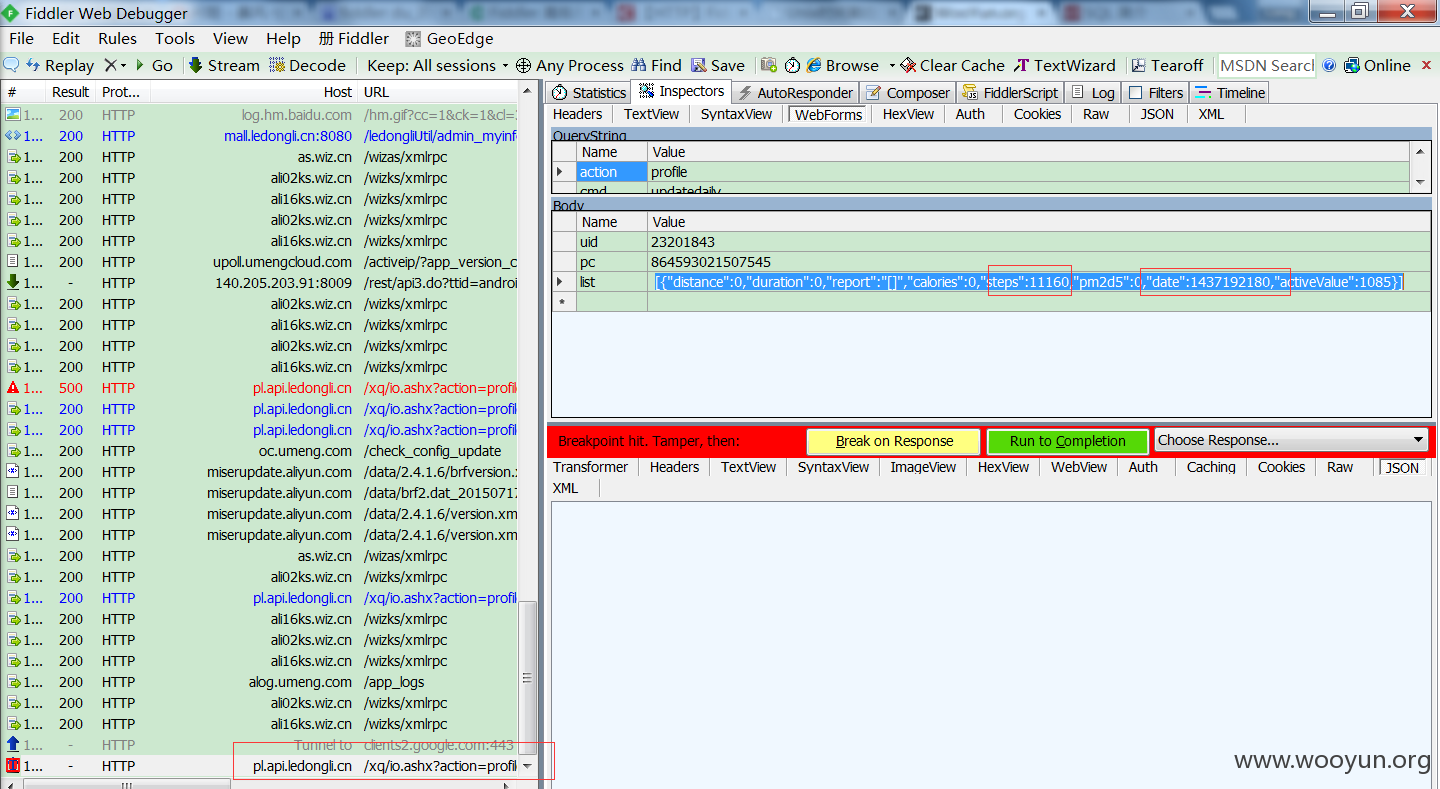 Fiddler Web Debugger
File Edit Rules Tools View Help 册 Fiddler GeoEdge
Replay Go Stream Decode Keep: All sessions Any Process Find Save Browse Clear Cache TextWizard Tearoff MSDN Search Online
# Result Prot... Host URL
1... 200 HTTP log.hm.baidu.com /hm.gif?cc=1&ck=1&cl=
1... 200 HTTP mall.ledongli.cn:8080 /ledongliUtil/admin_myinf
1... 200 HTTP as.wiz.cn /wizas/xmlrpc
1... 200 HTTP ali02ks.wiz.cn /wizks/xmlrpc
1... 200 HTTP ali16ks.wiz.cn /wizks/xmlrpc
1... 200 HTTP ali02ks.wiz.cn /wizks/xmlrpc
1... 200 HTTP ali16ks.wiz.cn /wizks/xmlrpc
1... 200 HTTP upoll.umengcloud.com /activeip/?app_version_c
1... - HTTP 140.205.203.91:8009 /rest/api3.do?ttid=androi
1... 200 HTTP ali02ks.wiz.cn /wizks/xmlrpc
1... 200 HTTP ali16ks.wiz.cn /wizks/xmlrpc
1... 200 HTTP ali02ks.wiz.cn /wizks/xmlrpc
1... 200 HTTP ali16ks.wiz.cn /wizks/xmlrpc
1... 500 HTTP pl.api.ledongli.cn /xq/io.ashx?action=profil
1... 200 HTTP pl.api.ledongli.cn /xq/io.ashx?action=profil
1... 200 HTTP pl.api.ledongli.cn /xq/io.ashx?action=profil
1... 200 HTTP oc.umeng.com /check_config_update
1... 200 HTTP miserupdate.aliyun.com /data/2.4.1.6/brfversion.x
1... 200 HTTP miserupdate.aliyun.com /data/brf2.dat_20150717
1... 200 HTTP miserupdate.aliyun.com /data/2.4.1.6/version.xm
1... 200 HTTP miserupdate.aliyun.com /data/2.4.1.6/version.xm
1... 200 HTTP as.wiz.cn /wizas/xmlrpc
1... 200 HTTP ali02ks.wiz.cn /wizks/xmlrpc
1... 200 HTTP pl.api.ledongli.cn /xq/io.ashx?action=profil
1... 200 HTTP ali16ks.wiz.cn /wizks/xmlrpc
1... 200 HTTP ali02ks.wiz.cn /wizks/xmlrpc
1... 200 HTTP ali16ks.wiz.cn /wizks/xmlrpc
1... 200 HTTP alog.umeng.com /app_logs
1... 200 HTTP ali02ks.wiz.cn /wizks/xmlrpc
1... 200 HTTP ali16ks.wiz.cn /wizks/xmlrpc
1... - HTTP Tunnel to clients2.google.com:443
1... - HTTP pl.api.ledongli.cn /xq/io.ashx?action=profil
Statistics Inspectors AutoResponder Composer FiddlerScript Log Filters Timeline
Headers TextView SyntaxView WebForms HexView Auth Cookies Raw JSON XML
QueryString
Name Value
action profile
cmd updatedaily
Body
Name Value
uid 23201843
pc 864593021507545
list [{"distance":0,"duration":0,"report":"[]","calories":0,"steps":11160,"pm2d5":0,"date":1437192180,"activeValue":1085}]
Breakpoint hit. Tamper, then: Break on Response Run to Completion Choose Response...
Transformer Headers TextView SyntaxView ImageView HexView WebView Auth Caching Cookies Raw JSON
XML
www.wooyun.org